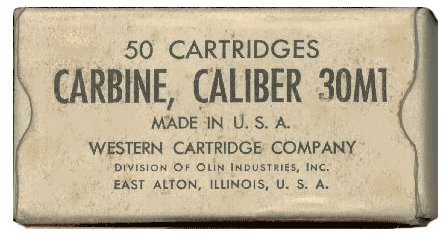 50 CARTRIDGES
CARBINE, CALIBER 30M1
MADE IN U. S. A.
WESTERN CARTRIDGE COMPANY
DIVISION OF OLIN INDUSTRIES, INC.
EAST ALTON, ILLINOIS, U. S. A.